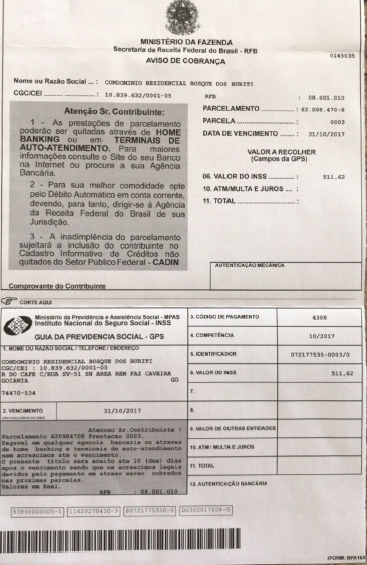 MINISTÉRIO DA FAZENDA
Secretaria da Receita Federal do Brasil - RFB
AVISO DE COBRANÇA
0145035
Nome ou Razão Social ... : CONDOMINIO RESIDENCIAL BOSQUE DOS BURITI
CGC/CEI ..................... : 10.839.632/0001-05
RFB : 08.001.010
PARCELAMENTO ............ : 62.098.470-8
PARCELA ...................... : 0003
DATA DE VENCIMENTO ...... : 31/10/2017
VALOR A RECOLHER
(Campos da GPS)
06. VALOR DO INSS ............... : 511,62
10. ATM/MULTA E JUROS .... :
11. TOTAL ....................... :
Atenção Sr. Contribuinte:
1 - As prestações de parcelamento
poderão ser quitadas através de HOME
BANKING ou em TERMINAIS DE
AUTO-ATENDIMENTO. Para maiores
informações consulte o Site do seu Banco
na Internet ou procure a sua Agência
Bancária.
2 - Para sua melhor comodidade opte
pelo Débito Automático em conta corrente,
devendo, para tanto, dirigir-se à Agência
da Receita Federal do Brasil de sua
Jurisdição.
3 - A inadimplência do parcelamento
sujeitará a inclusão do contribuinte no
Cadastro Informativo de Créditos não
quitados do Setor Público Federal - CADIN
AUTENTICAÇÃO MECÂNICA
Comprovante do Contribuinte
CORTE AQUI
Ministério da Previdência e Assistência Social - MPAS
Instituto Nacional do Seguro Social - INSS
GUIA DA PREVIDENCIA SOCIAL - GPS
1. NOME OU RAZÃO SOCIAL / TELEFONE / ENDEREÇO
CONDOMINIO RESIDENCIAL BOSQUE DOS BURITI
CGC/CEI : 10.839.632/0001-05
R DO CAFE C/RUA SV-51 SN AREA REM FAZ CAVEIRA
GOIANIA GO
74470-534
2. VENCIMENTO 31/10/2017
3. CÓDIGO DE PAGAMENTO 4308
4. COMPETÊNCIA 10/2017
5. IDENTIFICADOR 072177535-0003/0
6. VALOR DO INSS 511,62
7.
8.
9. VALOR DE OUTRAS ENTIDADES
10. ATM / MULTA E JUROS
11. TOTAL
12. AUTENTICAÇÃO BANCÁRIA
Atencao Sr. Contribuinte :
Parcelamento 620984708 Prestacao 0003.
Pagavel em qualquer agencia bancaria ou atraves
de home banking e terminais de auto-atendimento
sem acrescimos ate o vencimento.
O presente titulo sera aceito ate 10 (dez) dias
apos o vencimento sendo que os acrescimos legais
devidos pelo pagamento em atraso serao cobrados
nas proximas parcelas.
Valores em Real.
RFB : 08.001.010